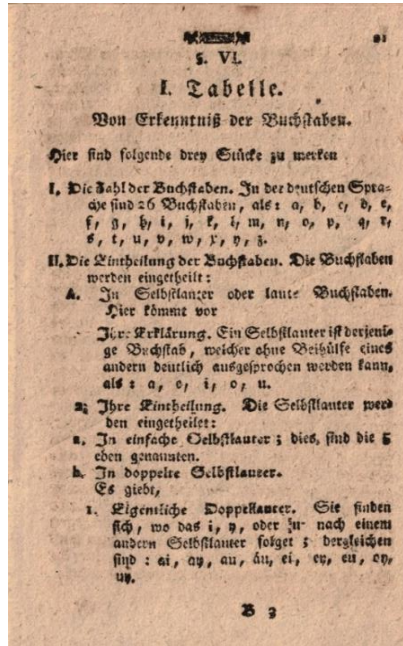 21
§. VI.
I. Tabelle.
Von Erkenntniß der Buchstaben.
Hier sind folgende drey Stücke zu merken
I. Die Zahl der Buchstaben. In der deutschen Spra-
che sind 26 Buchstaben, als: a, b, c, d, e,
f, g, h, i, j, k, l, m, n, o, p, q, r,
s, t, u, v, w, x, y, z.
II. Die Eintheilung der Buchstaben. Die Buchstaben
werden eingetheilt:
A. In Selbstlauter oder laute Buchstaben.
Hier kömmt vor
Ihre Erklärung. Ein Selbstlauter ist derjeni-
ge Buchstab, welcher ohne Beihülfe eines
andern deutlich ausgesprochen werden kann,
als: a, e, i, o, u.
2; Ihre Eintheilung. Die Selbstlauter werd
den eingetheilet:
a. In einfache Selbstlauter; dies, sind die 5
eben genannten.
b. In doppelte Selbstlauter.
Es giebt,
1. Eigentliche Doppellauter. Sie finden
sich, wo das i, y, oder u nach einem
andern Selbstlauter folget; dergleichen
sind: ai, ay, au, äu, ei, ey, eu, oy,
uy.
B 3